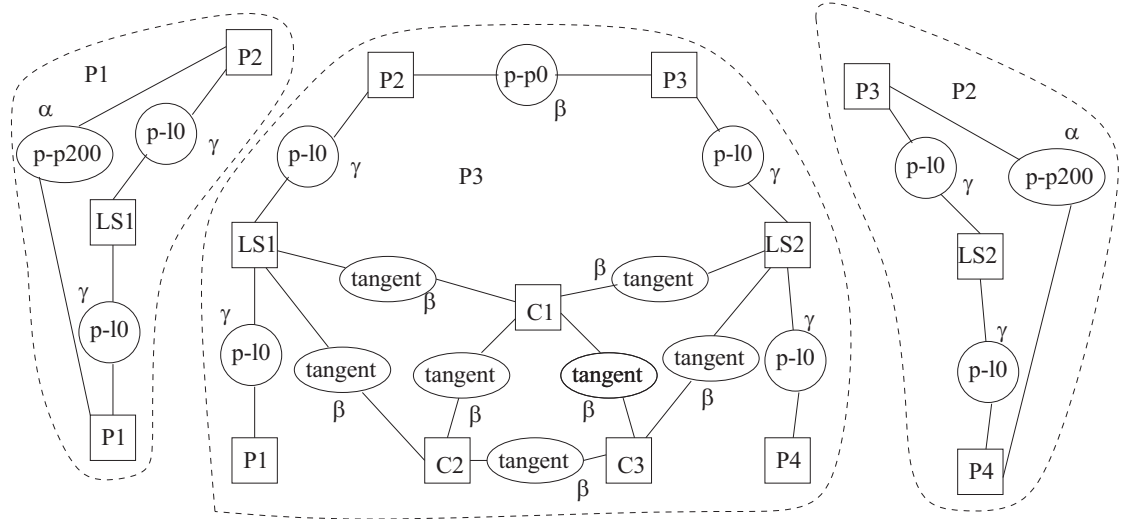 P1
P2
α
p-l0
γ
p-p200
LS1
γ
p-l0
P1
P2
p-p0
β
P3
p-l0
γ
p-l0
γ
P3
LS1
LS2
tangent
β
β
tangent
C1
γ
p-l0
tangent
β
tangent
β
tangent
β
tangent
β
γ
p-l0
P1
C2
tangent
β
C3
P4
P3
P2
α
p-l0
γ
p-p200
LS2
γ
p-l0
P4